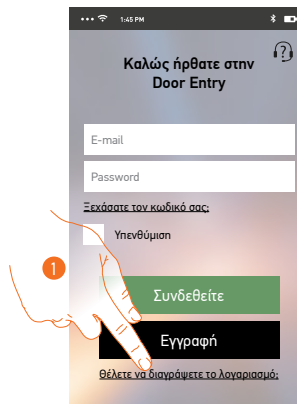 1:45 PM
?
Καλώς ήρθατε στην
Door Entry
E-mail
Password
Ξεχάσατε τον κωδικό σας;
Υπενθύμιση
1
Συνδεθείτε
Εγγραφή
Θέλετε να διαγράψετε το λογαριασμό;